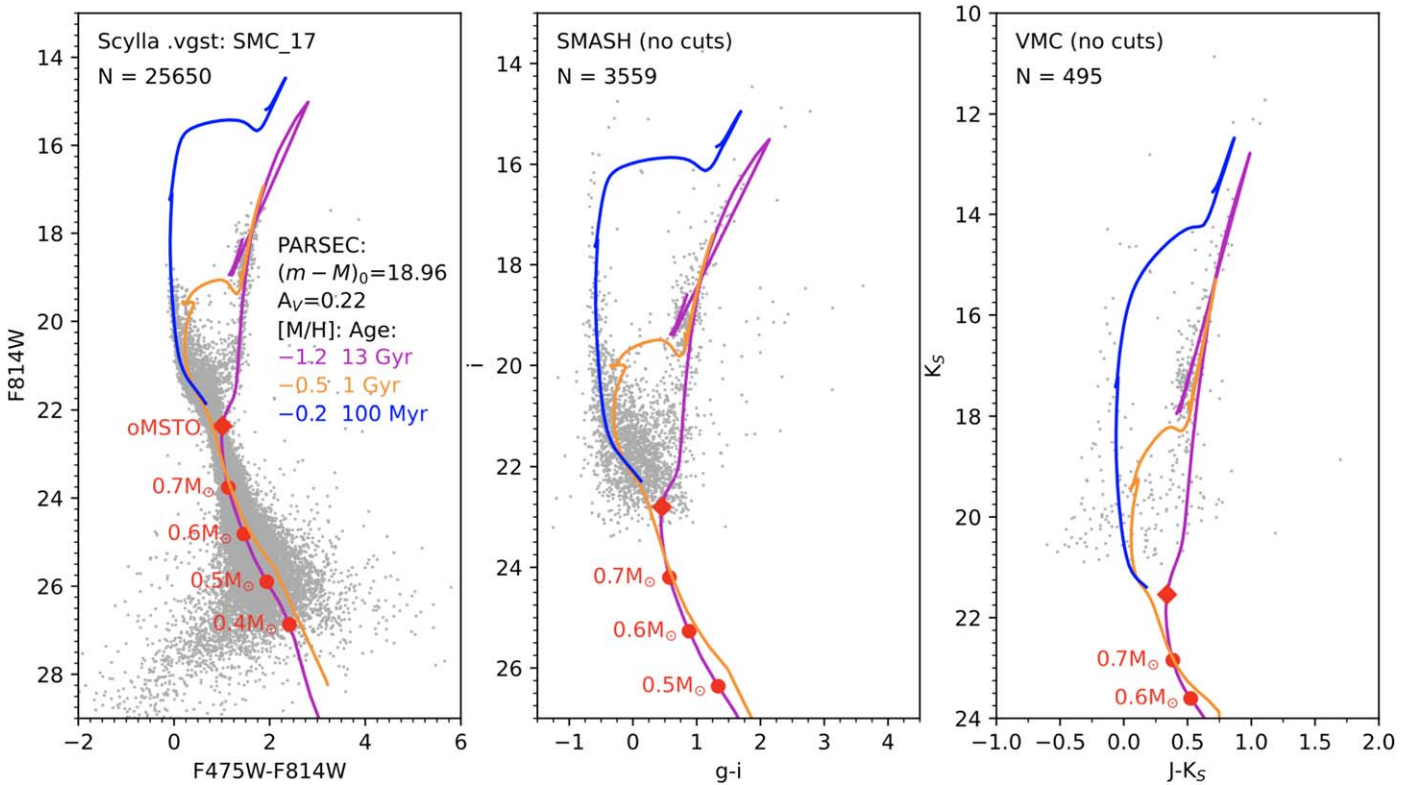 Scylla .vgst: SMC_17
N = 25650
PARSEC:
(m − M)₀=18.96
A_V=0.22
[M/H]: Age:
−1.2 13 Gyr
−0.5 1 Gyr
−0.2 100 Myr
oMSTO
0.7M⊙
0.6M⊙
0.5M⊙
0.4M⊙
14
16
18
20
22
24
26
28
F814W
−2
0
2
4
6
F475W-F814W
SMASH (no cuts)
N = 3559
0.7M⊙
0.6M⊙
0.5M⊙
14
16
18
20
22
24
26
i
−1
0
1
2
3
4
g-i
VMC (no cuts)
N = 495
0.7M⊙
0.6M⊙
10
12
14
16
18
20
22
24
K_S
−1.0
−0.5
0.0
0.5
1.0
1.5
2.0
J-K_S